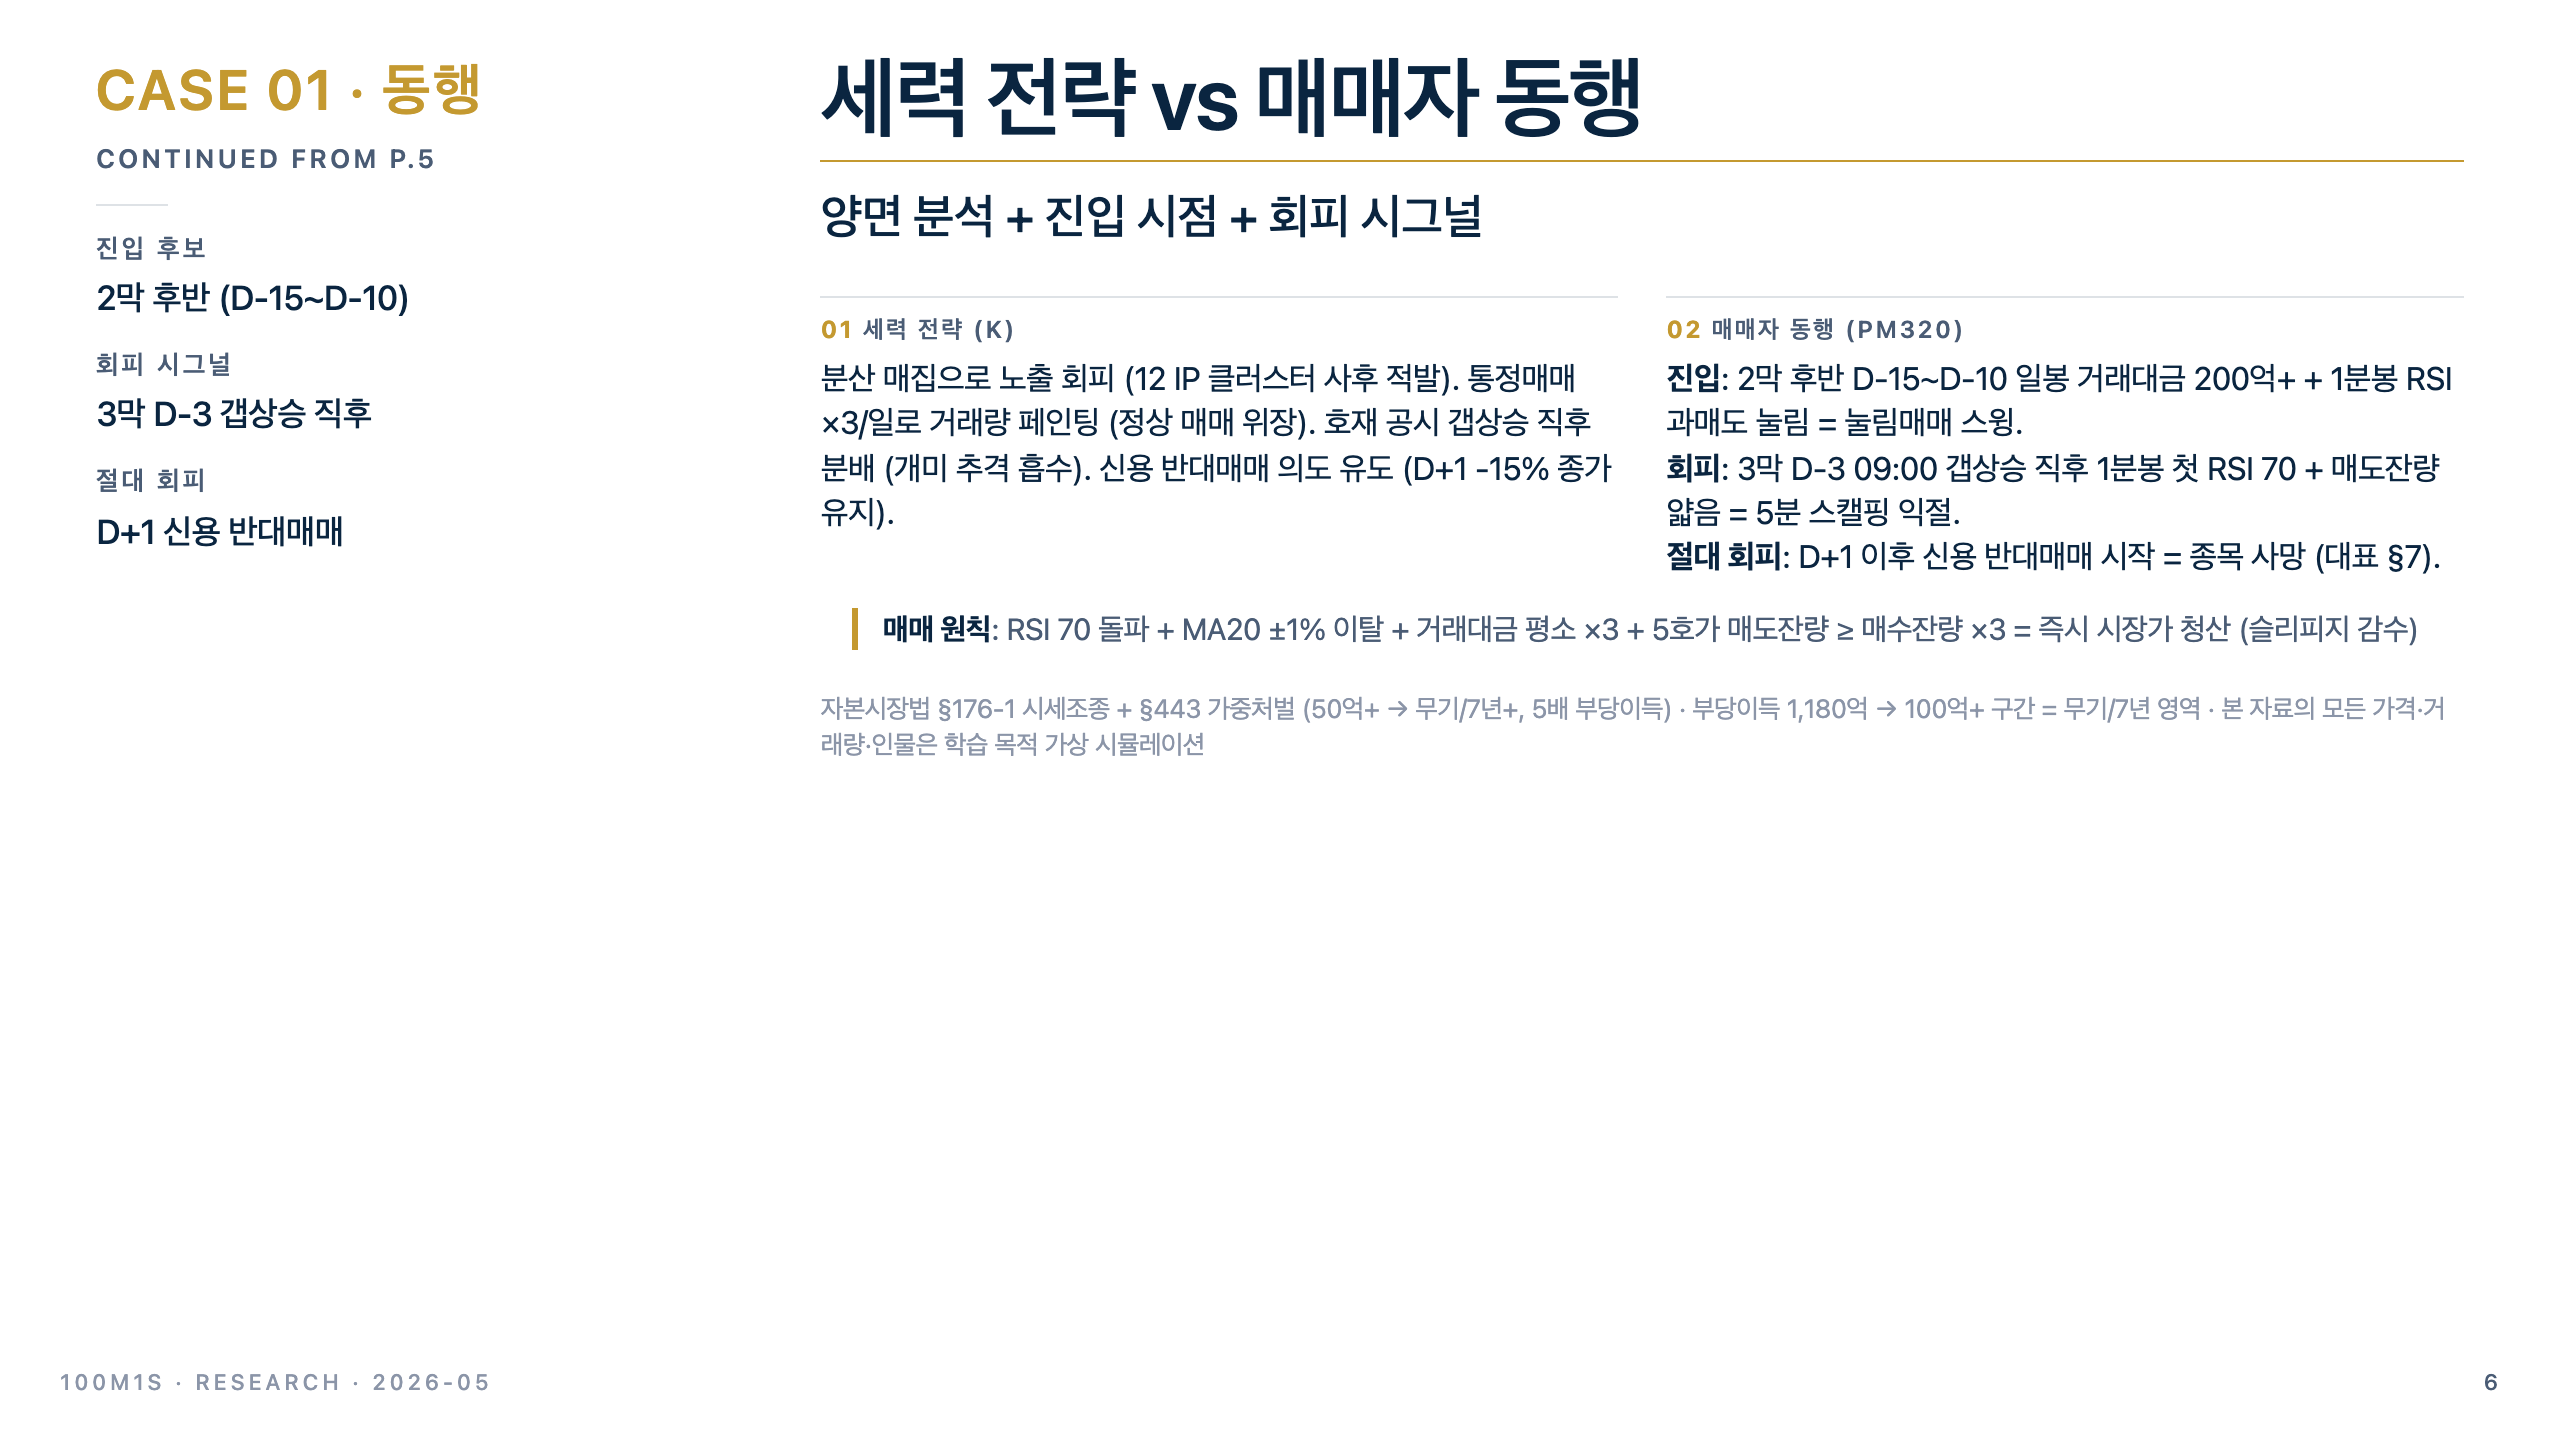 CASE 01 · 동행
CONTINUED FROM P.5
진입 후보
2막 후반 (D-15~D-10)
회피 시그널
3막 D-3 갭상승 직후
절대 회피
D+1 신용 반대매매
세력 전략 vs 매매자 동행
양면 분석 + 진입 시점 + 회피 시그널
01 세력 전략 (K)
분산 매집으로 노출 회피 (12 IP 클러스터 사후 적발). 통정매매
×3/일로 거래량 페인팅 (정상 매매 위장). 호재 공시 갭상승 직후
분배 (개미 추격 흡수). 신용 반대매매 의도 유도 (D+1 -15% 종가
유지).
02 매매자 동행 (PM320)
진입: 2막 후반 D-15~D-10 일봉 거래대금 200억+ + 1분봉 RSI
과매도 눌림 = 눌림매매 스윙.
회피: 3막 D-3 09:00 갭상승 직후 1분봉 첫 RSI 70 + 매도잔량
얇음 = 5분 스캘핑 익절.
절대 회피: D+1 이후 신용 반대매매 시작 = 종목 사망 (대표 §7).
매매 원칙: RSI 70 돌파 + MA20 ±1% 이탈 + 거래대금 평소 ×3 + 5호가 매도잔량 ≥ 매수잔량 ×3 = 즉시 시장가 청산 (슬리피지 감수)
자본시장법 §176-1 시세조종 + §443 가중처벌 (50억+ → 무기/7년+, 5배 부당이득) · 부당이득 1,180억 → 100억+ 구간 = 무기/7년 영역 · 본 자료의 모든 가격·거
래량·인물은 학습 목적 가상 시뮬레이션
100M1S · RESEARCH · 2026-05
6